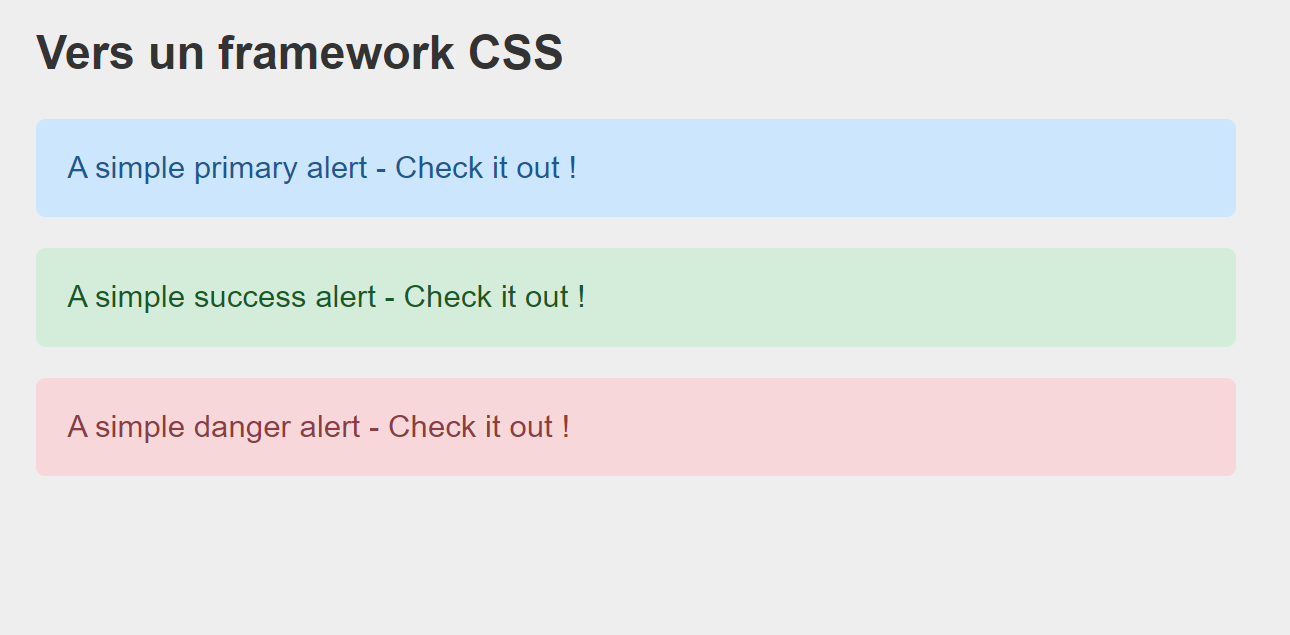 Vers un framework CSS
A simple primary alert - Check it out !
A simple success alert - Check it out !
A simple danger alert - Check it out !